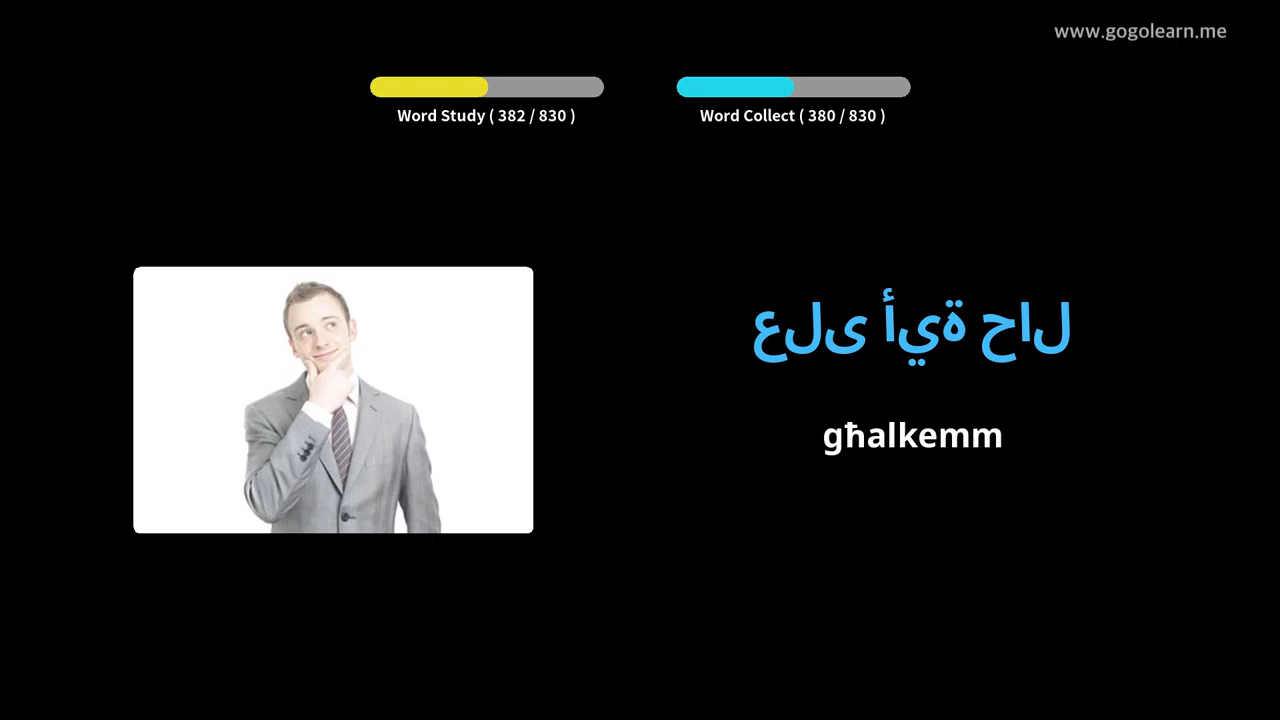 www.gogolearn.me
Word Study ( 382 / 830 )
Word Collect ( 380 / 830 )
على أية حال
għalkemm